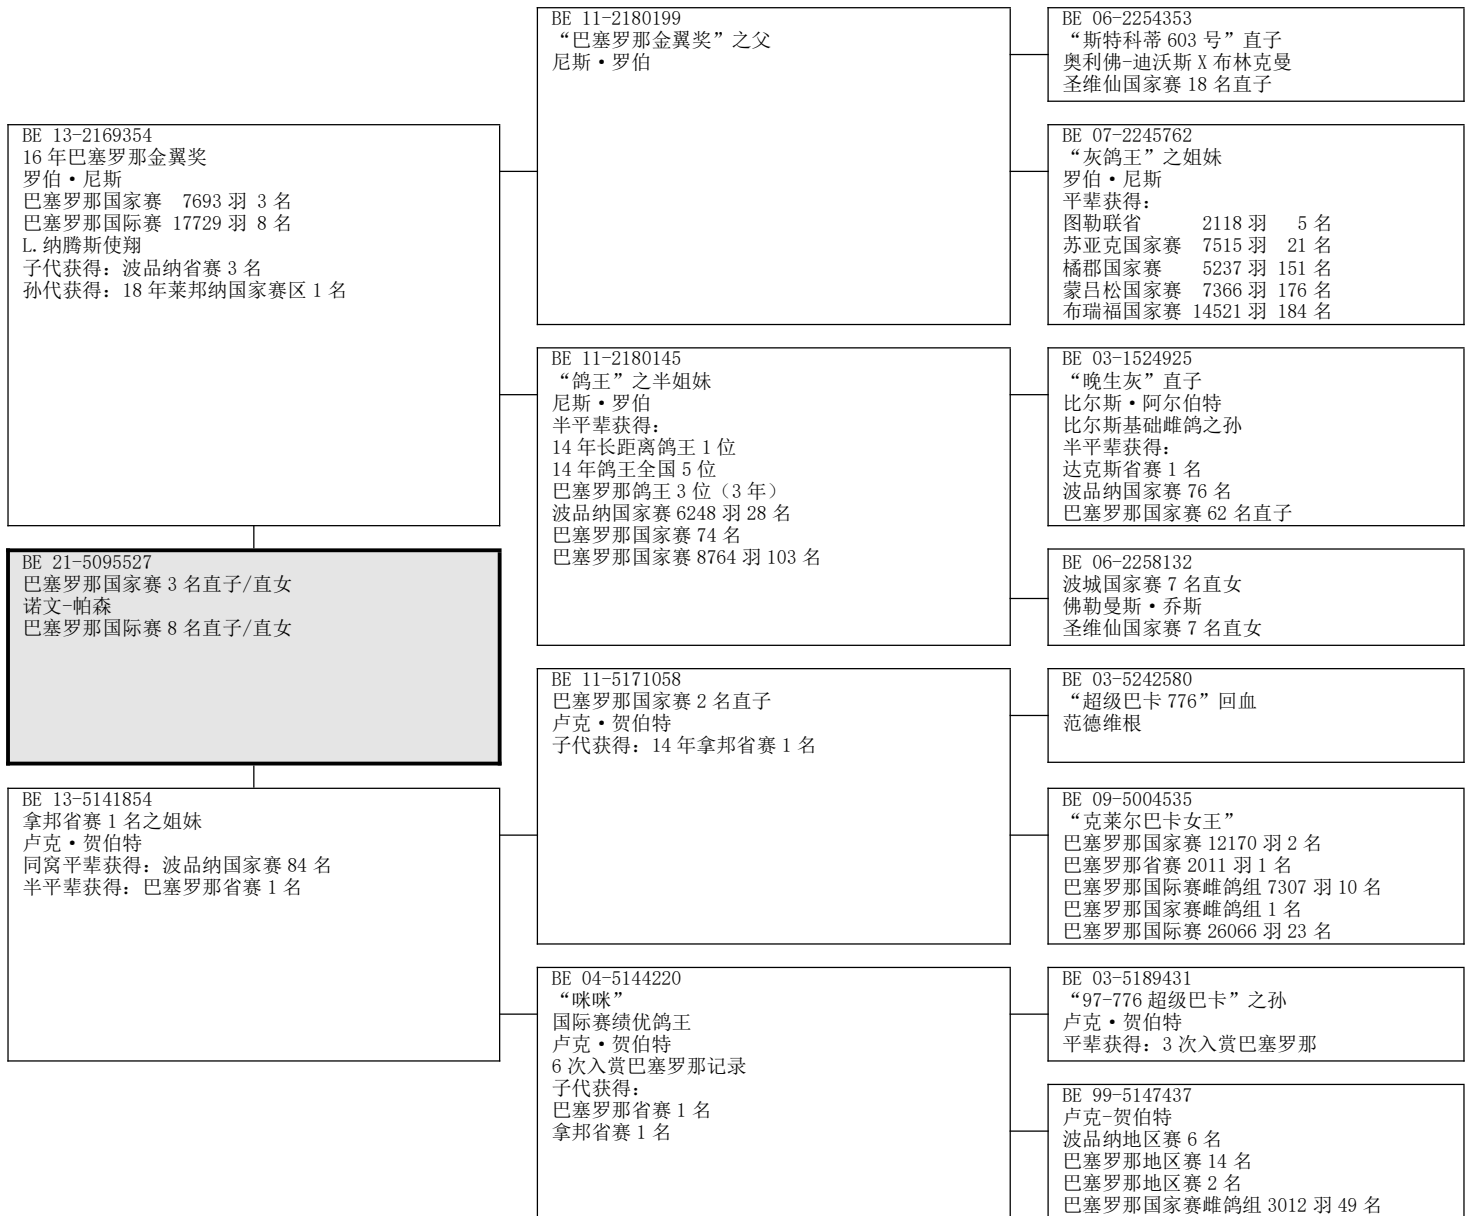 BE 13-2169354
16 年巴塞罗那金翼奖
罗伯·尼斯
巴塞罗那国家赛 7693 羽 3 名
巴塞罗那国际赛 17729 羽 8 名
L.纳腾斯使翔
子代获得：波品纳省赛 3 名
孙代获得：18 年莱邦纳国家赛区 1 名
BE 21-5095527
巴塞罗那国家赛 3 名直子/直女
诺文-帕森
巴塞罗那国际赛 8 名直子/直女
BE 13-5141854
拿邦省赛 1 名之姐妹
卢克·贺伯特
同窝平辈获得：波品纳国家赛 84 名
半平辈获得：巴塞罗那省赛 1 名
BE 11-2180199
“巴塞罗那金翼奖”之父
尼斯·罗伯
BE 11-2180145
“鸽王”之半姐妹
尼斯·罗伯
半平辈获得：
14 年长距离鸽王 1 位
14 年鸽王全国 5 位
巴塞罗那鸽王 3 位（3 年）
波品纳国家赛 6248 羽 28 名
巴塞罗那国家赛 74 名
巴塞罗那国家赛 8764 羽 103 名
BE 11-5171058
巴塞罗那国家赛 2 名直子
卢克·贺伯特
子代获得：14 年拿邦省赛 1 名
BE 04-5144220
“咪咪”
国际赛绩优鸽王
卢克·贺伯特
6 次入赏巴塞罗那记录
子代获得：
巴塞罗那省赛 1 名
拿邦省赛 1 名
BE 06-2254353
“斯特科蒂 603 号”直子
奥利佛-迪沃斯 X 布林克曼
圣维仙国家赛 18 名直子
BE 07-2245762
“灰鸽王”之姐妹
罗伯·尼斯
平辈获得：
图勒联省 2118 羽 5 名
苏亚克国家赛 7515 羽 21 名
橘郡国家赛 5237 羽 151 名
蒙吕松国家赛 7366 羽 176 名
布瑞福国家赛 14521 羽 184 名
BE 03-1524925
“晚生灰”直子
比尔斯·阿尔伯特
比尔斯基础雌鸽之孙
半平辈获得：
达克斯省赛 1 名
波品纳国家赛 76 名
巴塞罗那国家赛 62 名直子
BE 06-2258132
波城国家赛 7 名直女
佛勒曼斯·乔斯
圣维仙国家赛 7 名直女
BE 03-5242580
“超级巴卡 776”回血
范德维根
BE 09-5004535
“克莱尔巴卡女王”
巴塞罗那国家赛 12170 羽 2 名
巴塞罗那省赛 2011 羽 1 名
巴塞罗那国际赛雌鸽组 7307 羽 10 名
巴塞罗那国家赛雌鸽组 1 名
巴塞罗那国际赛 26066 羽 23 名
BE 03-5189431
“97-776 超级巴卡”之孙
卢克·贺伯特
平辈获得：3 次入赏巴塞罗那
BE 99-5147437
卢克-贺伯特
波品纳地区赛 6 名
巴塞罗那地区赛 14 名
巴塞罗那地区赛 2 名
巴塞罗那国家赛雌鸽组 3012 羽 49 名